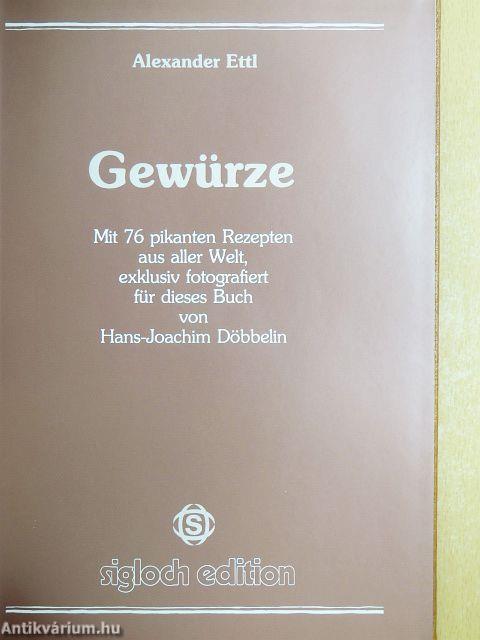 Alexander Ettl
Gewürze
Mit 76 pikanten Rezepten
aus aller Welt,
exklusiv fotografiert
für dieses Buch
von
Hans-Joachim Döbbelin
S
sigloch edition
Antikvárium.hu